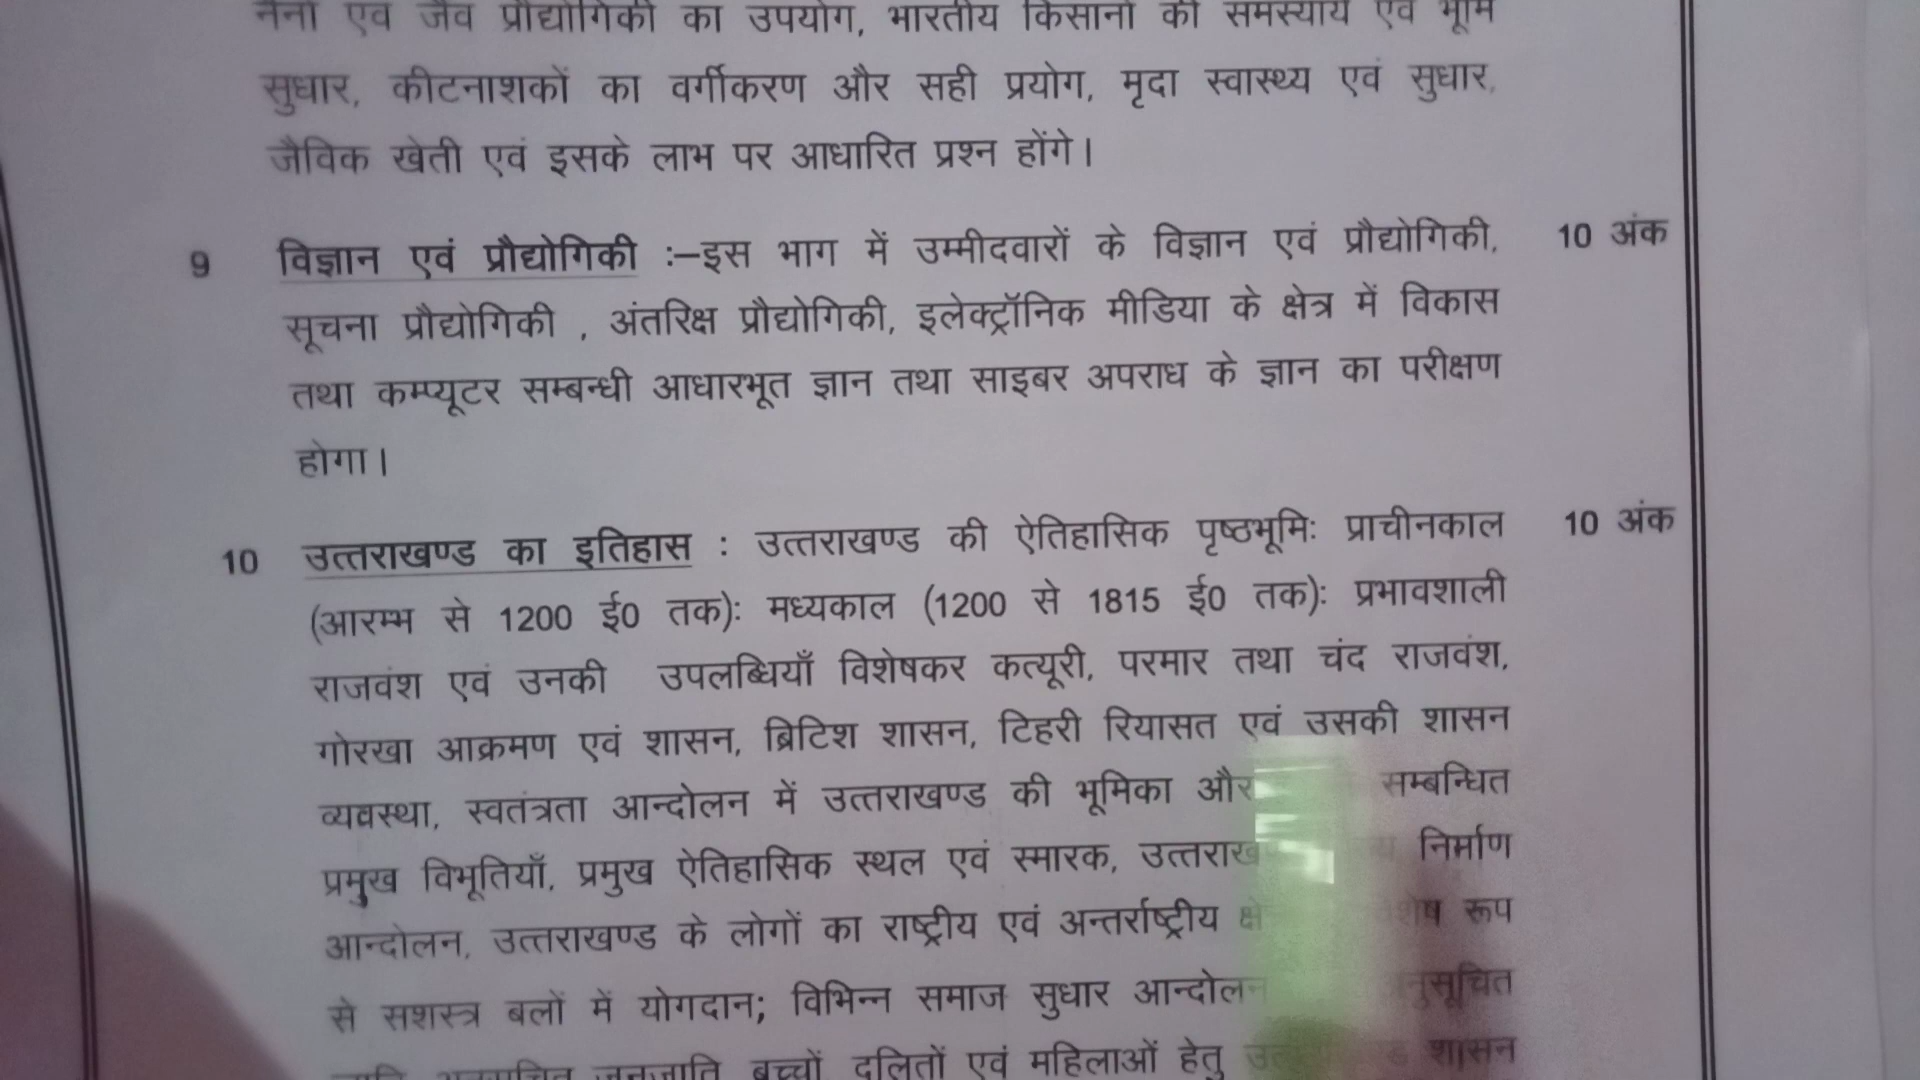 नैनो एवं जैव प्रौद्योगिकी का उपयोग, भारतीय किसानों की समस्यायें एवं भूमि
सुधार, कीटनाशकों का वर्गीकरण और सही प्रयोग, मृदा स्वास्थ्य एवं सुधार,
जैविक खेती एवं इसके लाभ पर आधारित प्रश्न होंगे।
9 विज्ञान एवं प्रौद्योगिकी :–इस भाग में उम्मीदवारों के विज्ञान एवं प्रौद्योगिकी, 10 अंक
सूचना प्रौद्योगिकी , अंतरिक्ष प्रौद्योगिकी, इलेक्ट्रॉनिक मीडिया के क्षेत्र में विकास
तथा कम्प्यूटर सम्बन्धी आधारभूत ज्ञान तथा साइबर अपराध के ज्ञान का परीक्षण
होगा।
10 उत्तराखण्ड का इतिहास : उत्तराखण्ड की ऐतिहासिक पृष्ठभूमिः प्राचीनकाल 10 अंक
(आरम्भ से 1200 ई0 तक): मध्यकाल (1200 से 1815 ई0 तक): प्रभावशाली
राजवंश एवं उनकी उपलब्धियाँ विशेषकर कत्यूरी, परमार तथा चंद राजवंश,
गोरखा आक्रमण एवं शासन, ब्रिटिश शासन, टिहरी रियासत एवं उसकी शासन
व्यवस्था, स्वतंत्रता आन्दोलन में उत्तराखण्ड की भूमिका और सम्बन्धित
प्रमुख विभूतियाँ, प्रमुख ऐतिहासिक स्थल एवं स्मारक, निर्माण
आन्दोलन, उत्तराखण्ड के लोगों का राष्ट्रीय एवं अन्तर्राष्ट्रीय रूप
से सशस्त्र बलों में योगदान; विभिन्न समाज सुधार आन्दोलन
बच्चों दलितों एवं महिलाओं हेतु शासन